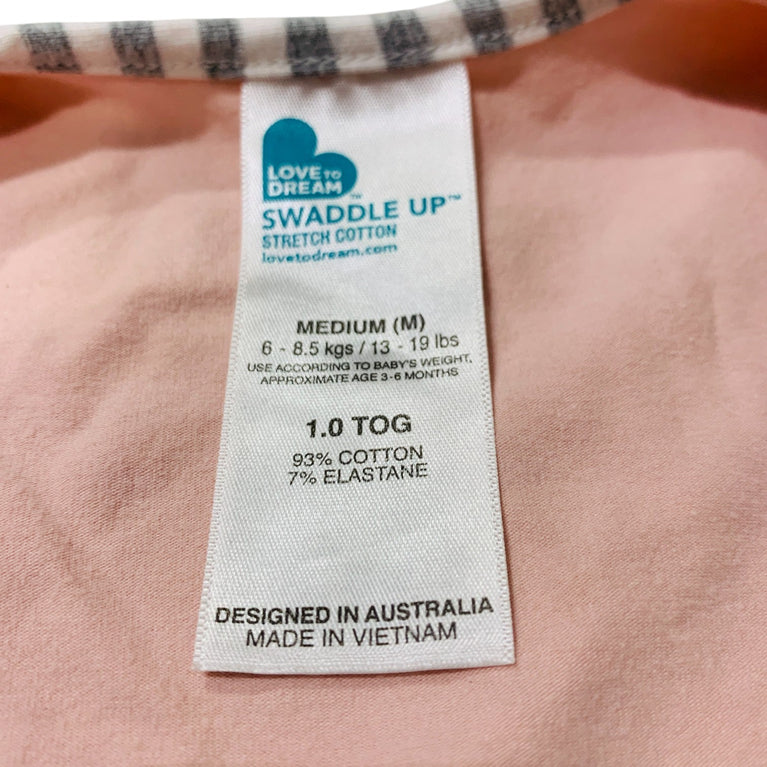 LOVE TO
DREAM™
SWADDLE UP™
STRETCH COTTON
lovetodream.com
MEDIUM (M)
6 - 8.5 kgs / 13 - 19 lbs
USE ACCORDING TO BABY'S WEIGHT.
APPROXIMATE AGE 3-6 MONTHS
1.0 TOG
93% COTTON
7% ELASTANE
DESIGNED IN AUSTRALIA
MADE IN VIETNAM